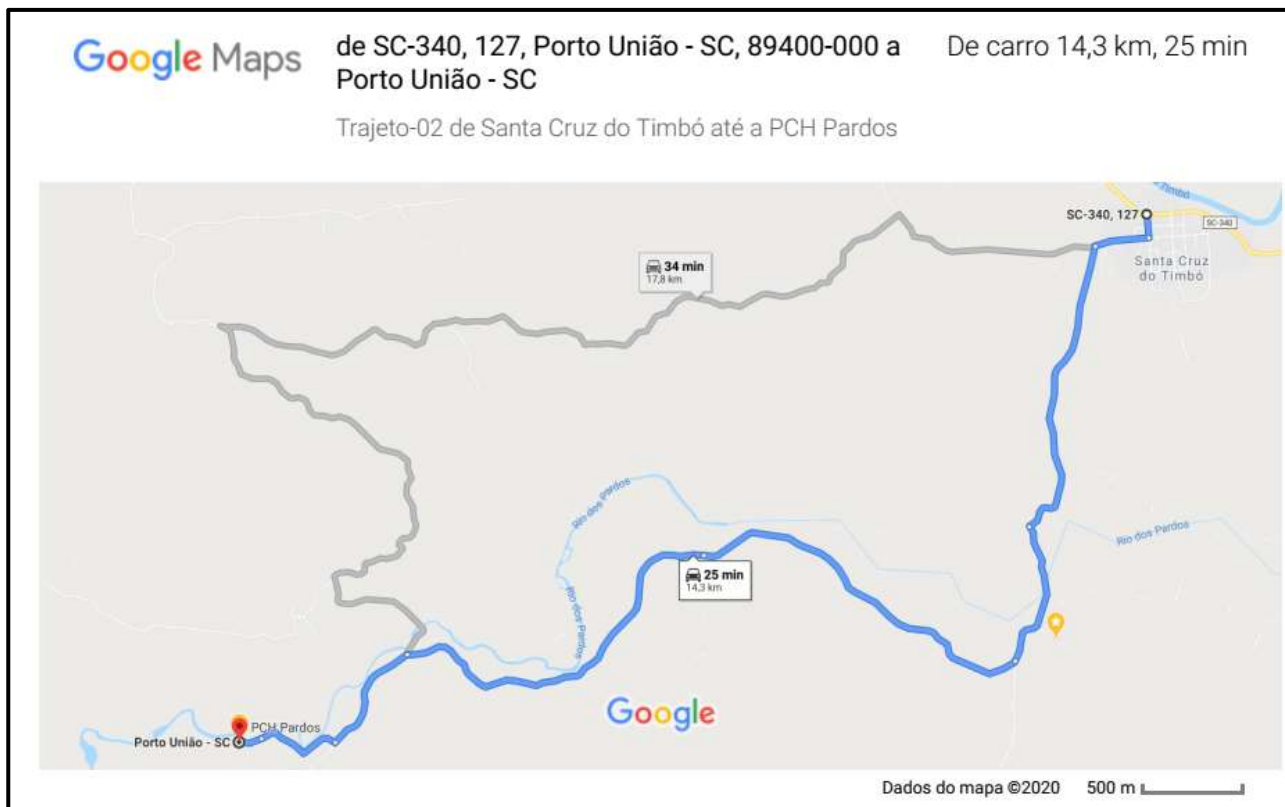 Google Maps
de SC-340, 127, Porto União - SC, 89400-000 a
Porto União - SC
De carro 14,3 km, 25 min
Trajeto-02 de Santa Cruz do Timbó até a PCH Pardos
Timbó
SC-340, 127
SC-340
Santa Cruz
do Timbó
34 min
17,8 km
Rio dos Pardos
Rio dos Pardos
25 min
14,3 km
Rio dos Pardos
Google
PCH Pardos
Porto União - SC
Dados do mapa ©2020
500 m